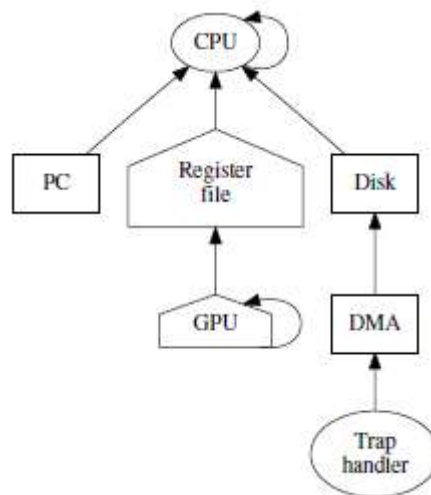 CPU
PC
Register
file
Disk
GPU
DMA
Trap
handler